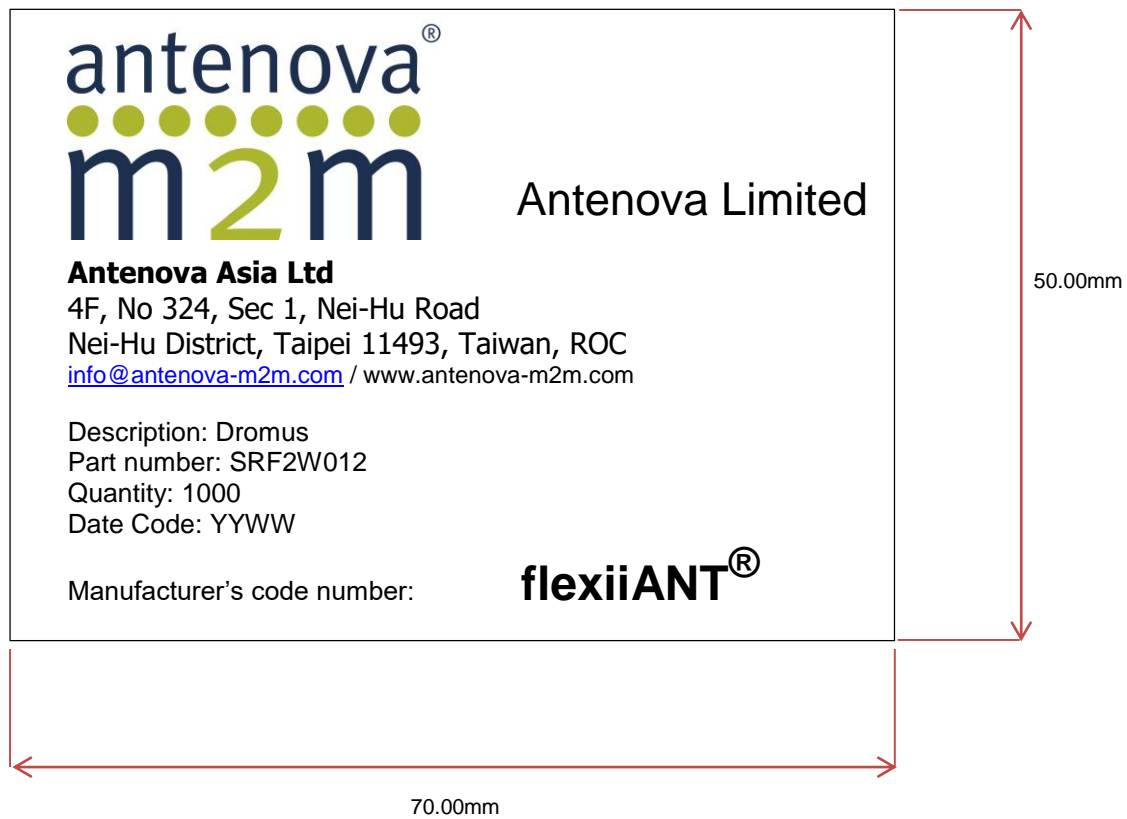 antenova®
m2m
Antenova Limited
Antenova Asia Ltd
4F, No 324, Sec 1, Nei-Hu Road
Nei-Hu District, Taipei 11493, Taiwan, ROC
info@antenova-m2m.com / www.antenova-m2m.com
Description: Dromus
Part number: SRF2W012
Quantity: 1000
Date Code: YYWW
Manufacturer’s code number: flexiiANT®
50.00mm
70.00mm